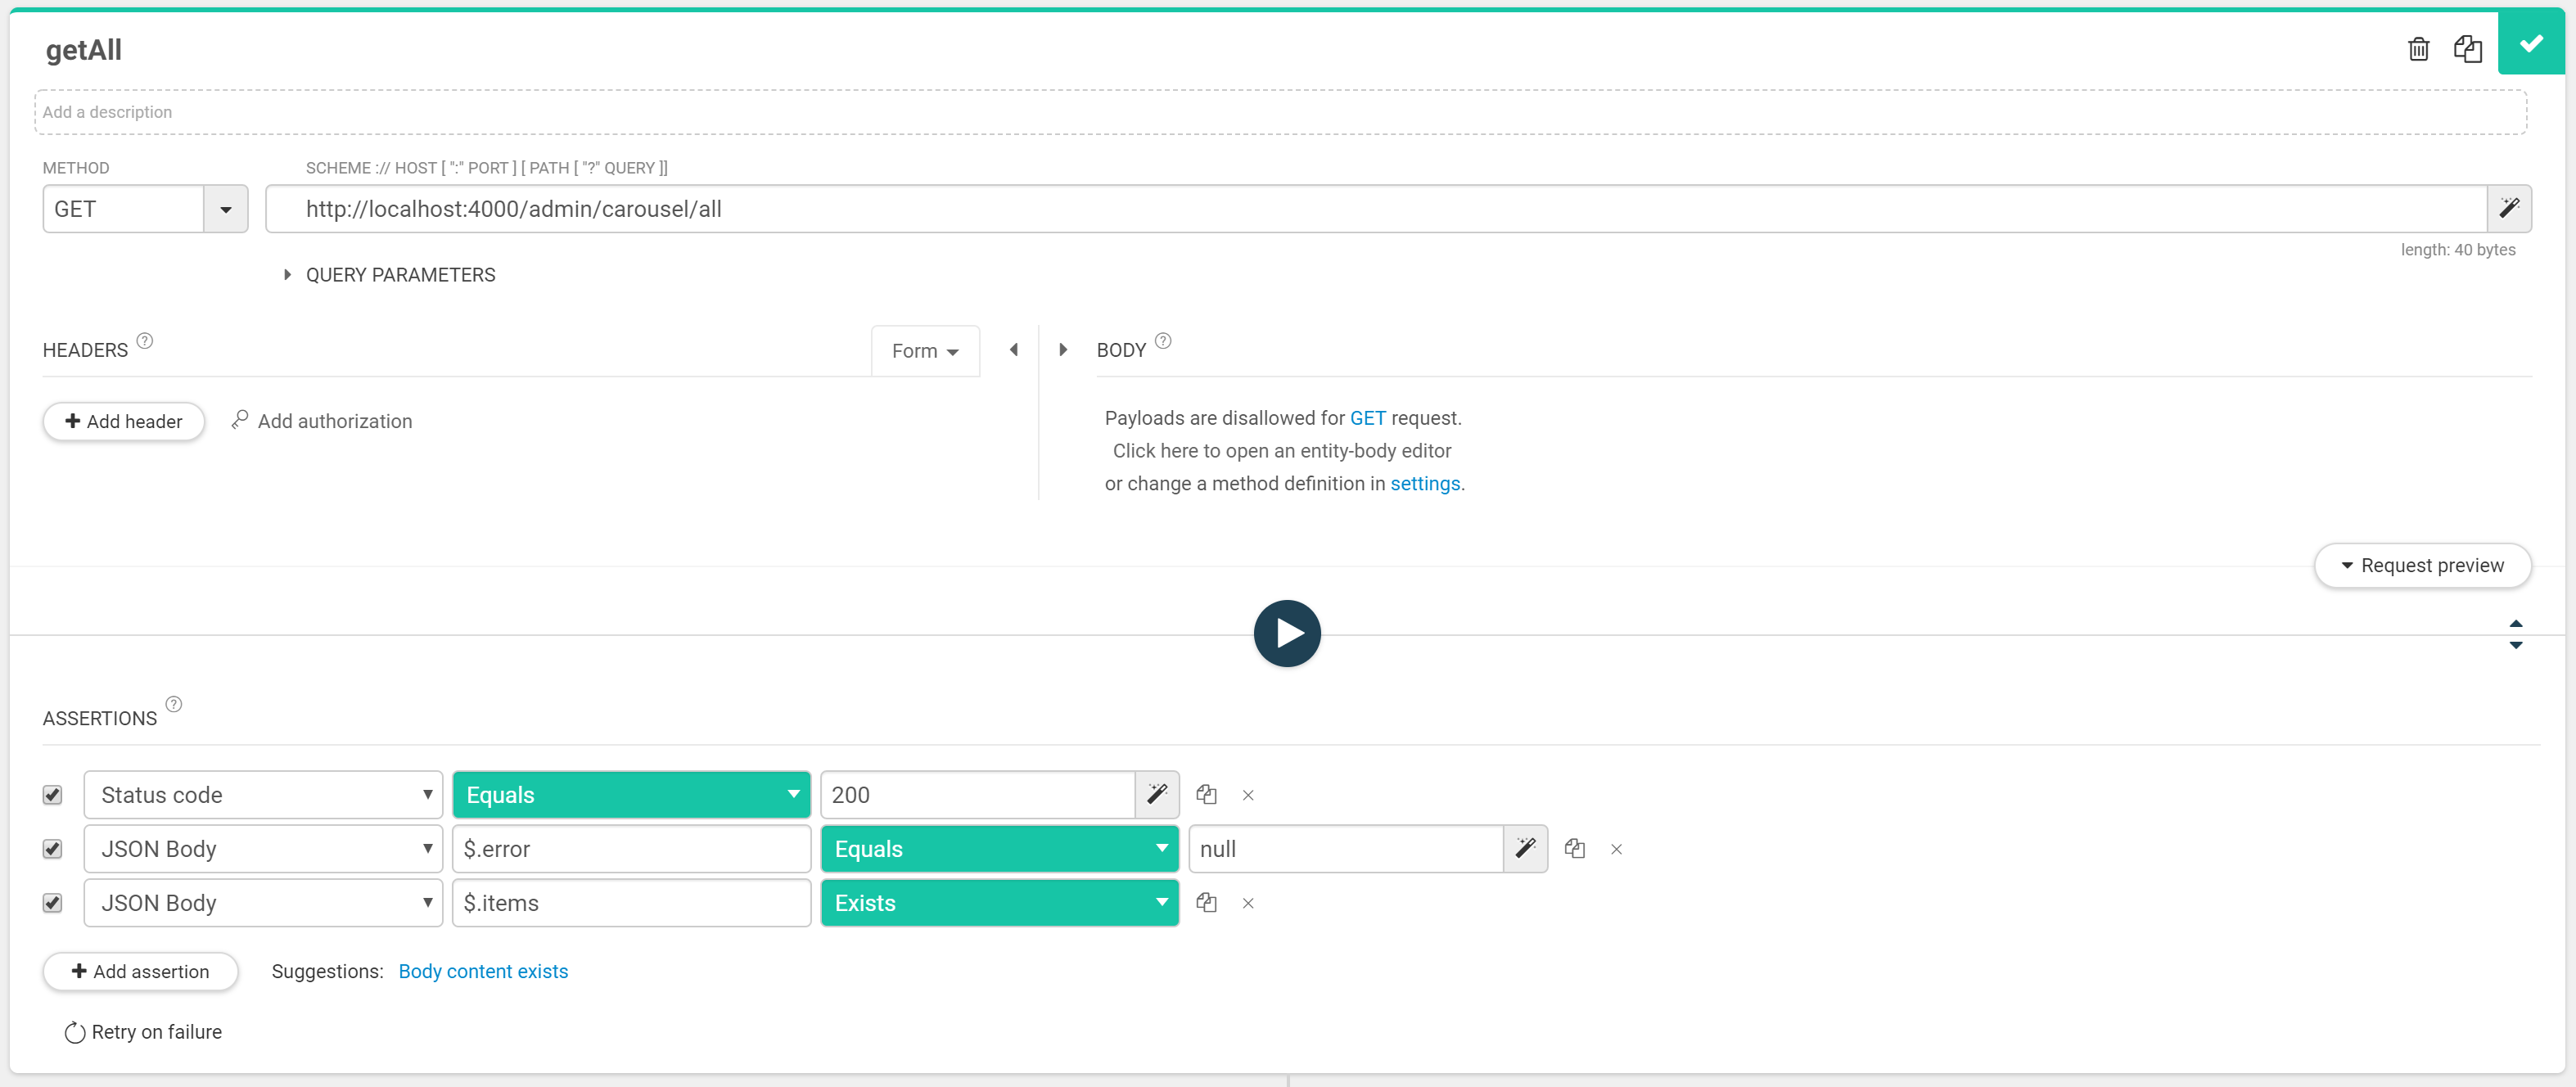 getAll
Add a description
METHOD
SCHEME :// HOST [ ":" PORT ] [ PATH [ "?" QUERY ]]
GET
http://localhost:4000/admin/carousel/all
length: 40 bytes
QUERY PARAMETERS
HEADERS ?
Form
BODY ?
Add header
Add authorization
Payloads are disallowed for GET request.
Click here to open an entity-body editor
or change a method definition in settings.
Request preview
ASSERTIONS ?
Status code Equals 200
JSON Body $.error Equals null
JSON Body $.items Exists
Add assertion
Suggestions: Body content exists
Retry on failure